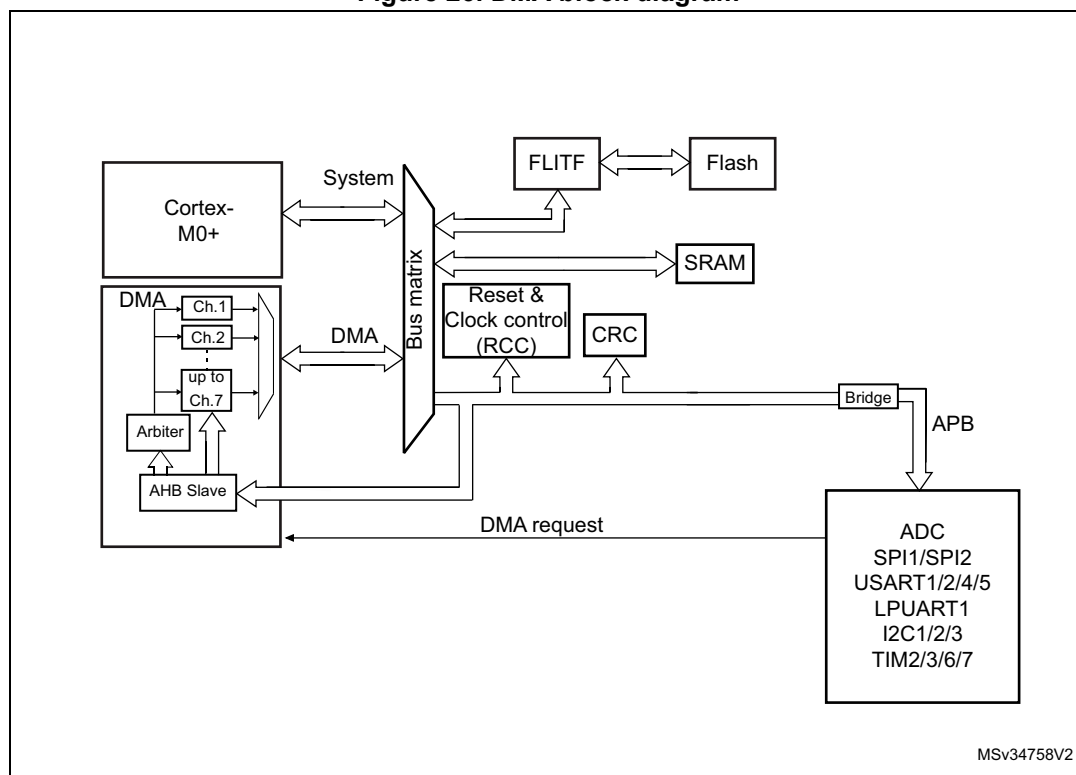 System
FLITF
Flash
Cortex-
M0+
Bus matrix
SRAM
DMA
Ch.1
Ch.2
up to
Ch.7
Arbiter
AHB Slave
DMA
Reset &
Clock control
(RCC)
CRC
Bridge
APB
DMA request
ADC
SPI1/SPI2
USART1/2/4/5
LPUART1
I2C1/2/3
TIM2/3/6/7
MSv34758V2